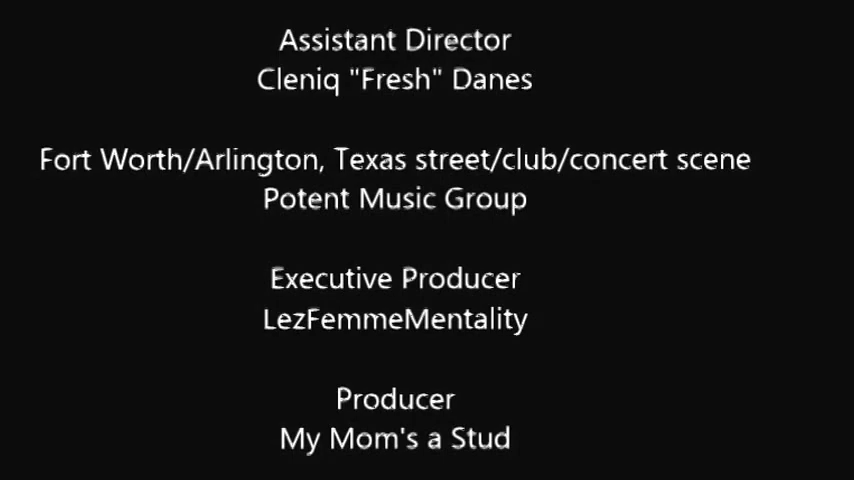 Assistant Director
Cleniq "Fresh" Danes
Fort Worth/Arlington, Texas street/club/concert scene
Potent Music Group
Executive Producer
LezFemmeMentality
Producer
My Mom's a Stud